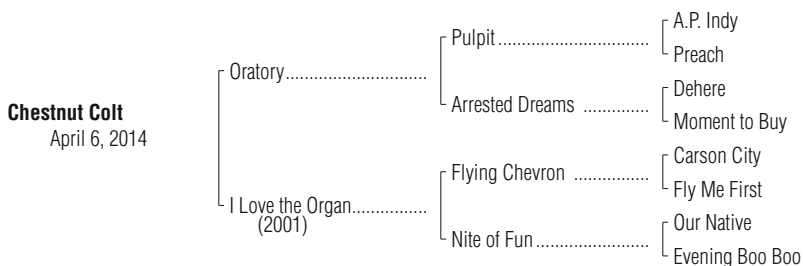 A.P. Indy
Pulpit
Preach
Oratory
Dehere
Arrested Dreams
Moment to Buy
Chestnut Colt
April 6, 2014
Carson City
Flying Chevron
Fly Me First
I Love the Organ
(2001)
Our Native
Nite of Fun
Evening Boo Boo